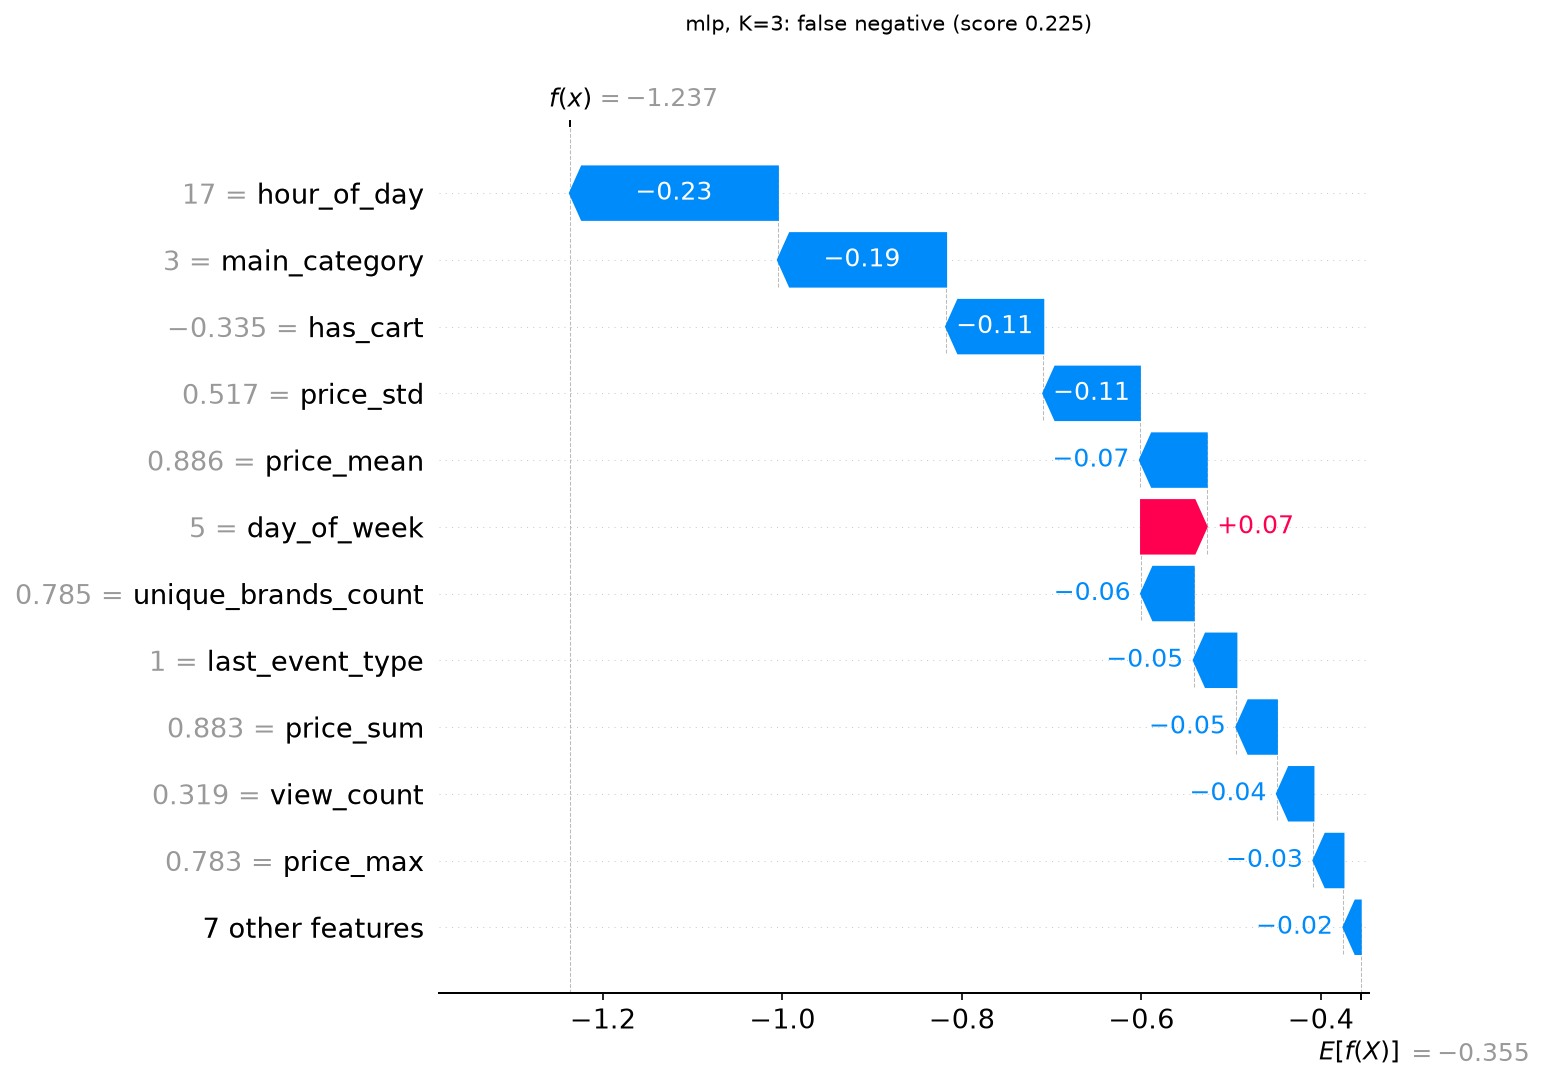 mlp, K=3: false negative (score 0.225)
f(x) = −1.237
17 = hour_of_day −0.23
3 = main_category −0.19
−0.335 = has_cart −0.11
0.517 = price_std −0.11
0.886 = price_mean −0.07
5 = day_of_week +0.07
0.785 = unique_brands_count −0.06
1 = last_event_type −0.05
0.883 = price_sum −0.05
0.319 = view_count −0.04
0.783 = price_max −0.03
7 other features −0.02
−1.2 −1.0 −0.8 −0.6 −0.4
E[f(X)] = −0.355